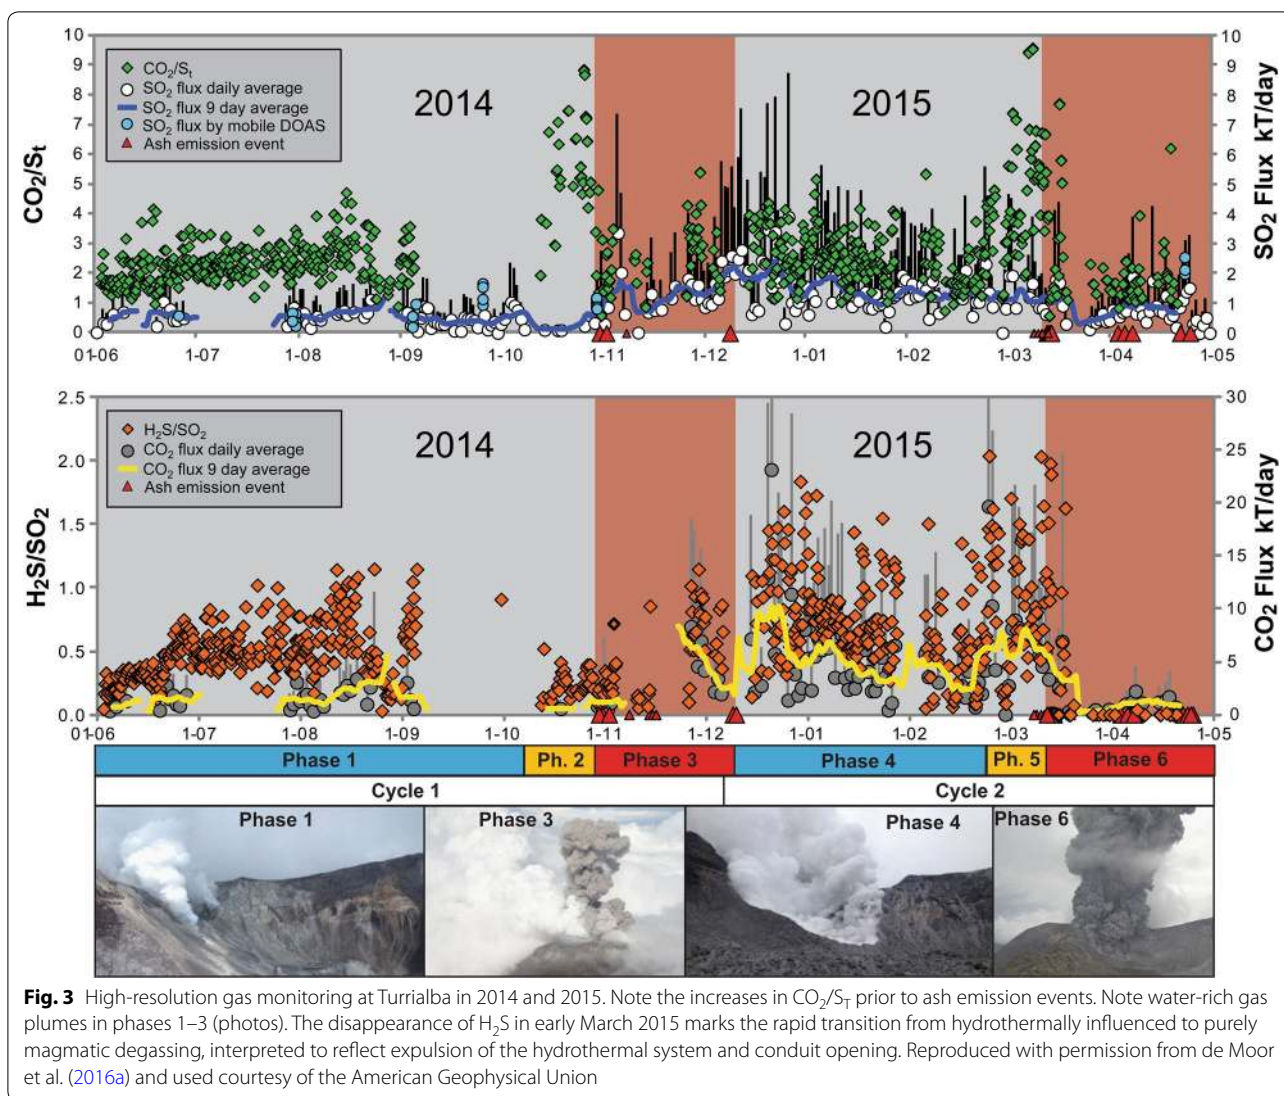 10
9
8
7
6
5
4
3
2
1
0
CO2/St
CO2/St
SO2 flux daily average
SO2 flux 9 day average
SO2 flux by mobile DOAS
Ash emission event
2014
2015
10
9
8
7
6
5
4
3
2
1
0
SO2 Flux kT/day
01-06 1-07 1-08 1-09 1-10 1-11 1-12 1-01 1-02 1-03 1-04 1-05
2.5
2.0
1.5
1.0
0.5
0.0
H2S/SO2
H2S/SO2
CO2 flux daily average
CO2 flux 9 day average
Ash emission event
2014
2015
30
25
20
15
10
5
0
CO2 Flux kT/day
01-06 1-07 1-08 1-09 1-10 1-11 1-12 1-01 1-02 1-03 1-04 1-05
Phase 1 Ph. 2 Phase 3 Phase 4 Ph. 5 Phase 6
Cycle 1 Cycle 2
Phase 1 Phase 3 Phase 4 Phase 6
Fig. 3 High-resolution gas monitoring at Turrialba in 2014 and 2015. Note the increases in CO2/ST prior to ash emission events. Note water-rich gas
plumes in phases 1–3 (photos). The disappearance of H2S in early March 2015 marks the rapid transition from hydrothermally influenced to purely
magmatic degassing, interpreted to reflect expulsion of the hydrothermal system and conduit opening. Reproduced with permission from de Moor
et al. (2016a) and used courtesy of the American Geophysical Union